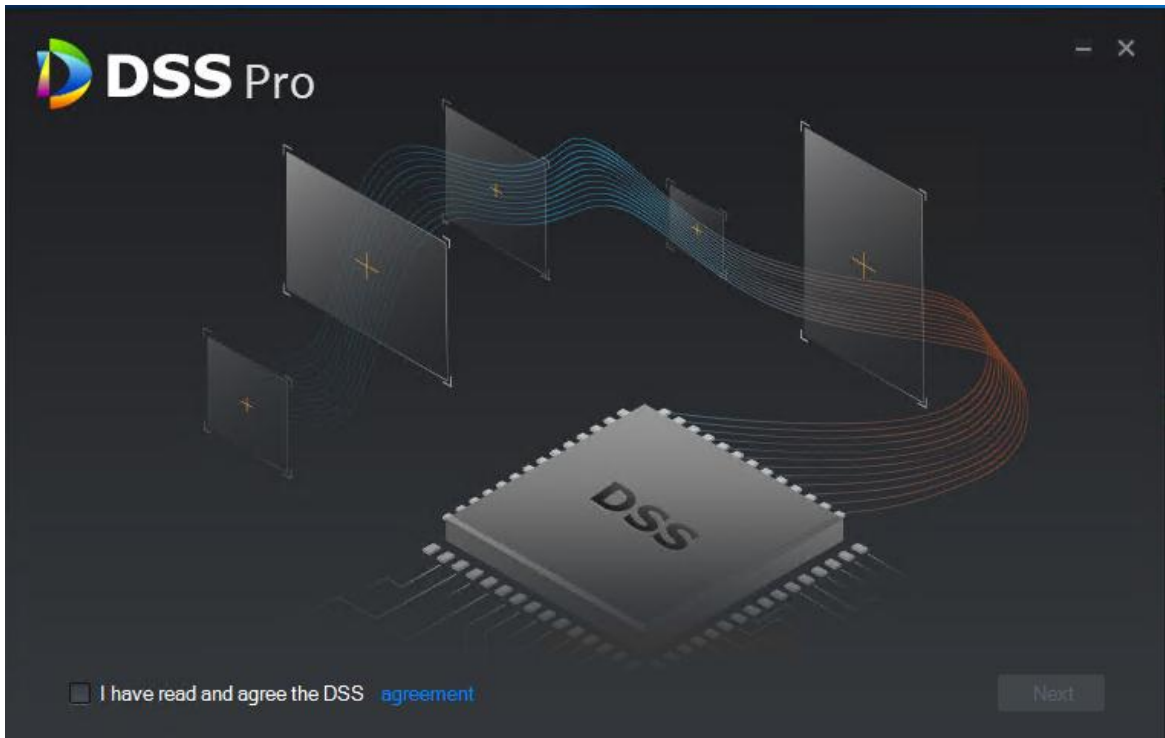 DSS Pro
DSS
I have read and agree the DSS agreement
Next